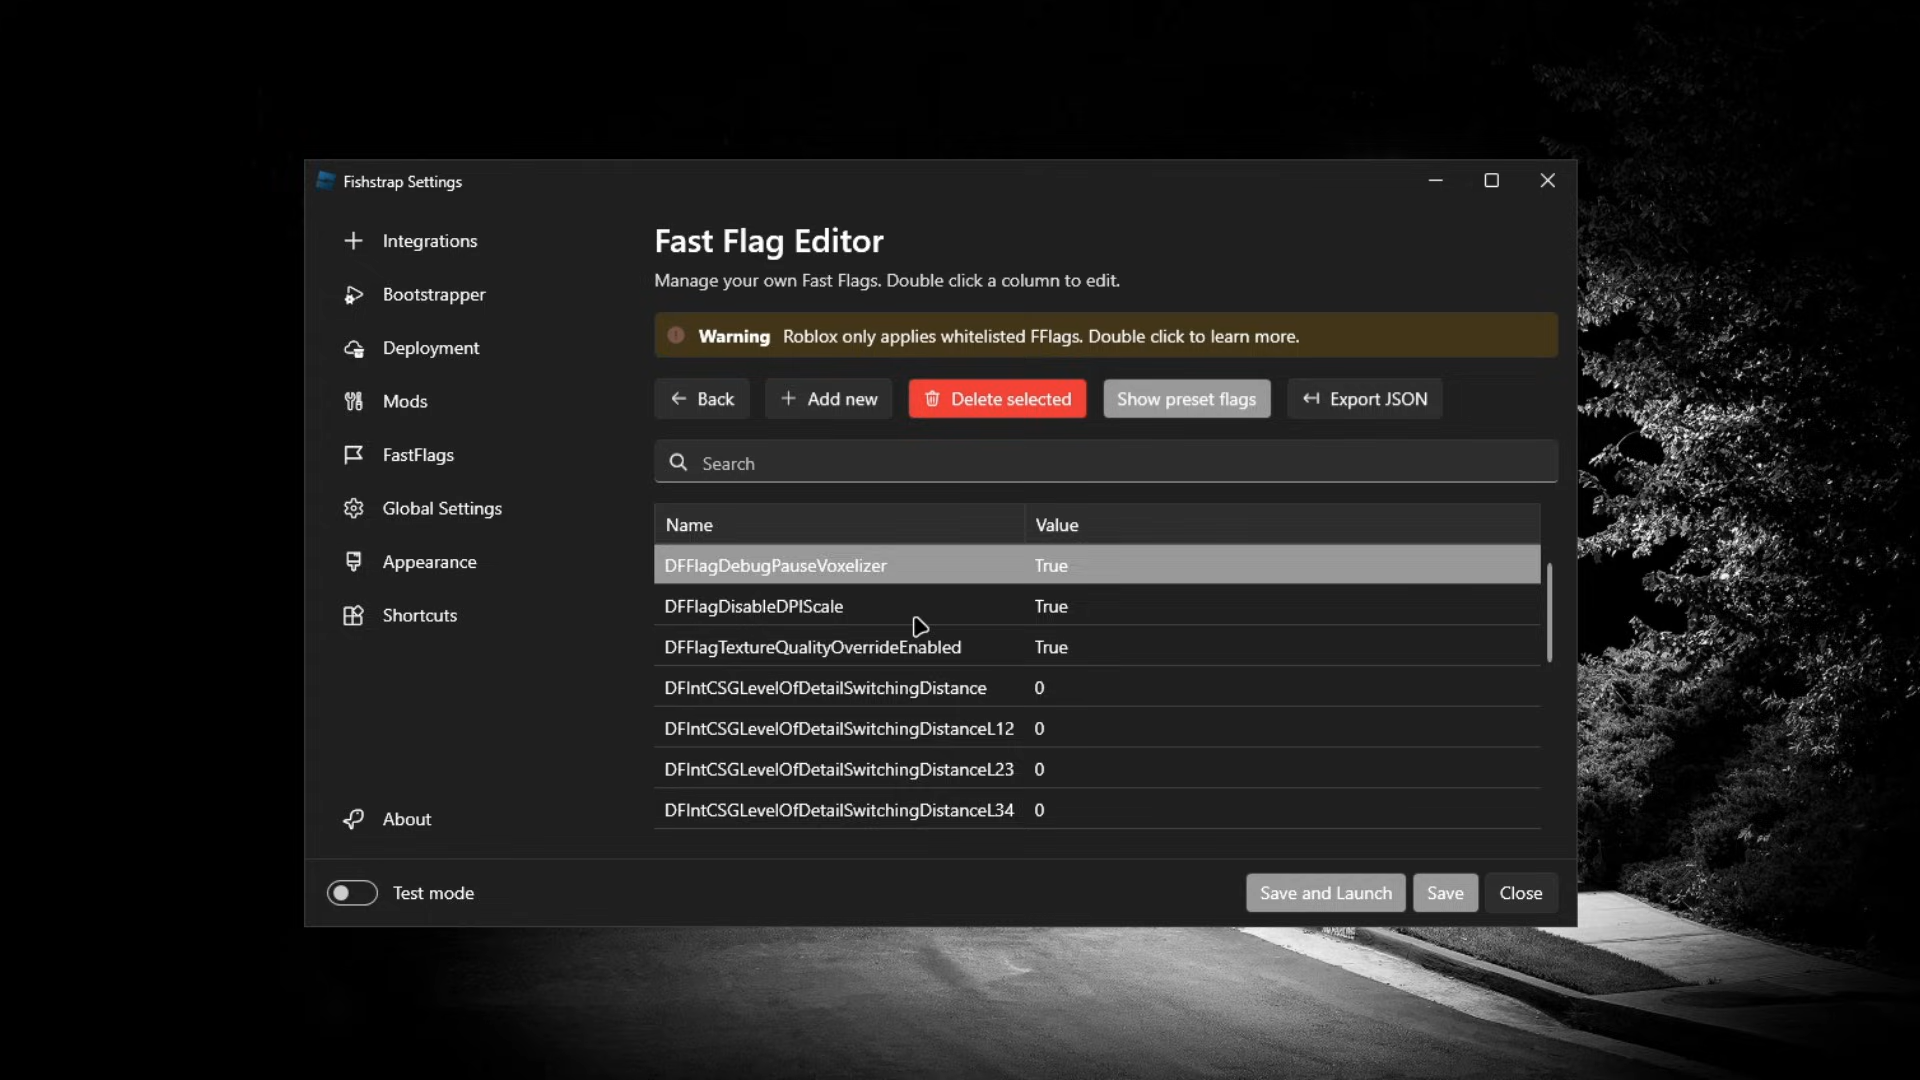 Fishstrap Settings
Integrations
Bootstrapper
Deployment
Mods
FastFlags
Global Settings
Appearance
Shortcuts
About
Fast Flag Editor
Manage your own Fast Flags. Double click a column to edit.
Warning Roblox only applies whitelisted FFlags. Double click to learn more.
Back Add new Delete selected Show preset flags Export JSON
Search
Name Value
DFFlagDebugPauseVoxelizer True
DFFlagDisableDPIScale True
DFFlagTextureQualityOverrideEnabled True
DFIntCSGLevelOfDetailSwitchingDistance 0
DFIntCSGLevelOfDetailSwitchingDistanceL12 0
DFIntCSGLevelOfDetailSwitchingDistanceL23 0
DFIntCSGLevelOfDetailSwitchingDistanceL34 0
Test mode
Save and Launch Save Close